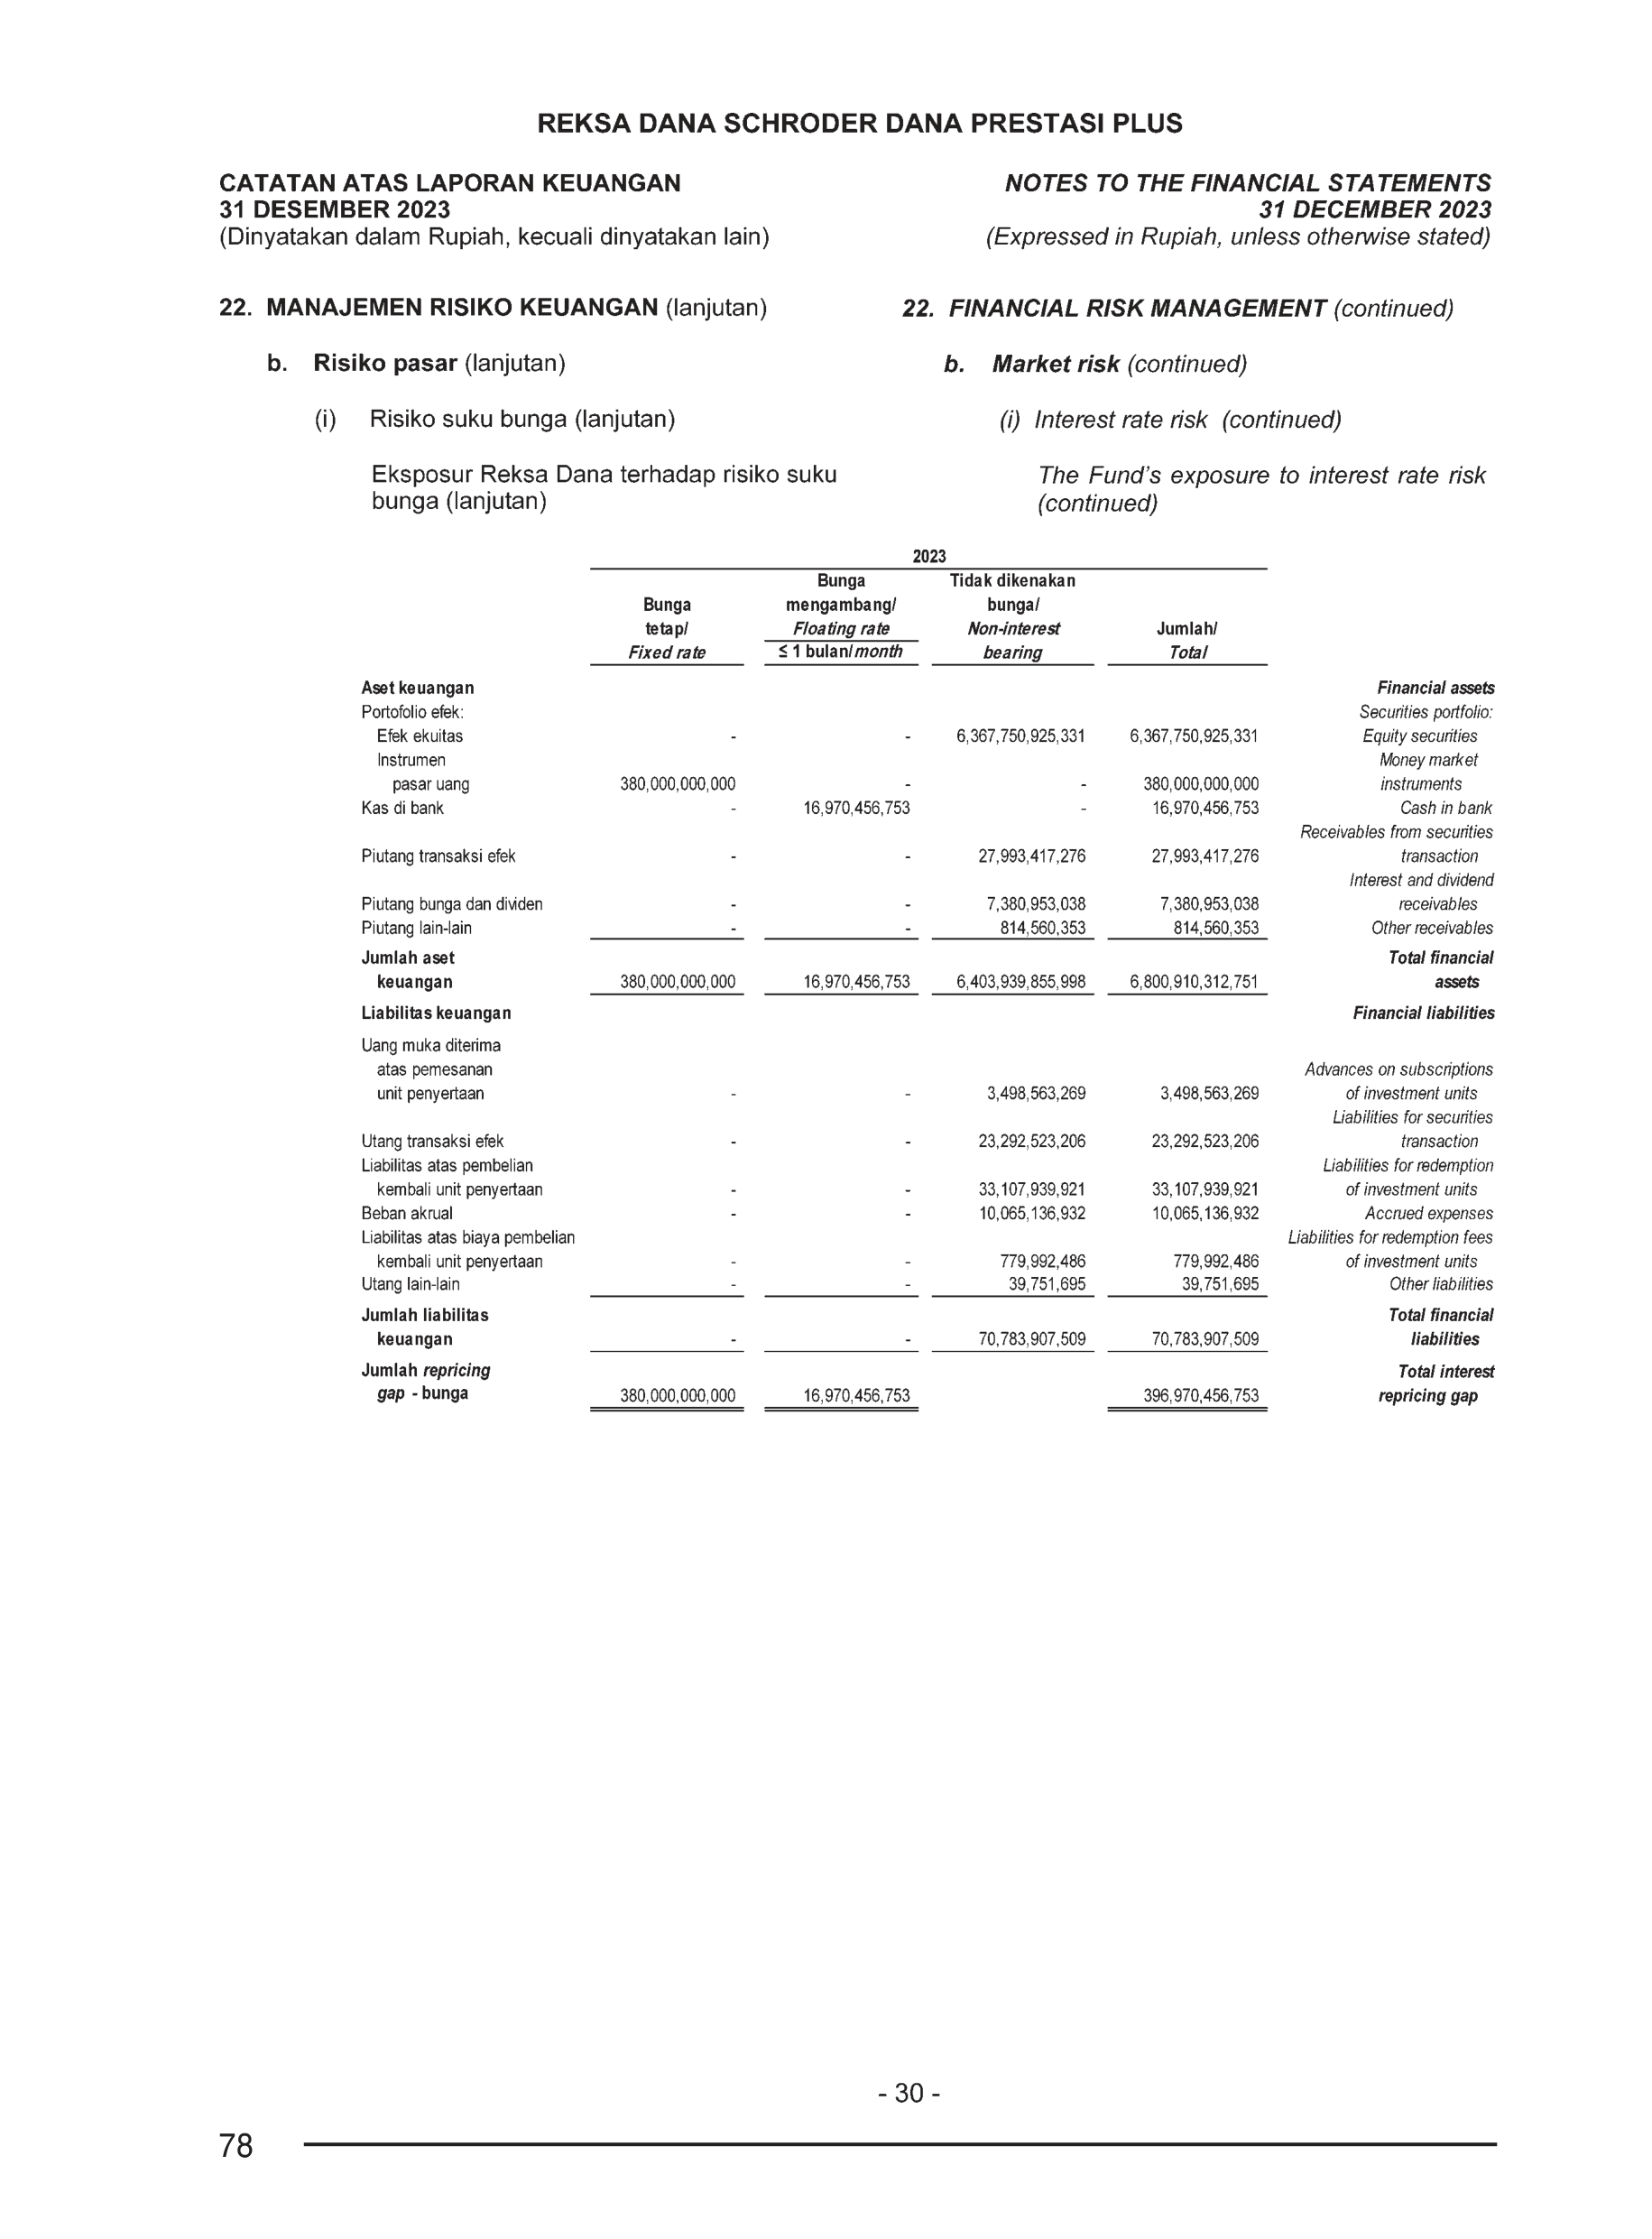 REKSA DANA SCHRODER DANA PRESTASI PLUS
CATATAN ATAS LAPORAN KEUANGAN
31 DESEMBER 2023
(Dinyatakan dalam Rupiah, kecuali dinyatakan lain)
NOTES TO THE FINANCIAL STATEMENTS
31 DECEMBER 2023
(Expressed in Rupiah, unless otherwise stated)
22. MANAJEMEN RISIKO KEUANGAN (lanjutan)
22. FINANCIAL RISK MANAGEMENT (continued)
b. Risiko pasar (lanjutan)
b. Market risk (continued)
(i) Risiko suku bunga (lanjutan)
(i) Interest rate risk (continued)
Eksposur Reksa Dana terhadap risiko suku
bunga (lanjutan)
The Fund's exposure to interest rate risk
(continued)
2023
Bunga Tidak dikenakan
Bunga mengambang/ bunga/
tetap/ Floating rate Non-interest Jumlah/
Fixed rate ≤ 1 bulan/month bearing Total
Aset keuangan Financial assets
Portofolio efek: Securities portfolio:
Efek ekuitas - - 6,367,750,925,331 6,367,750,925,331 Equity securities
Instrumen Money market
pasar uang 380,000,000,000 - - 380,000,000,000 instruments
Kas di bank - 16,970,456,753 - 16,970,456,753 Cash in bank
Receivables from securities
Piutang transaksi efek - - 27,993,417,276 27,993,417,276 transaction
Interest and dividend
Piutang bunga dan dividen - - 7,380,953,038 7,380,953,038 receivables
Piutang lain-lain - - 814,560,353 814,560,353 Other receivables
Jumlah aset Total financial
keuangan 380,000,000,000 16,970,456,753 6,403,939,855,998 6,800,910,312,751 assets
Liabilitas keuangan Financial liabilities
Uang muka diterima
atas pemesanan Advances on subscriptions
unit penyertaan - - 3,498,563,269 3,498,563,269 of investment units
Liabilities for securities
Utang transaksi efek - - 23,292,523,206 23,292,523,206 transaction
Liabilitas atas pembelian Liabilities for redemption
kembali unit penyertaan - - 33,107,939,921 33,107,939,921 of investment units
Beban akrual - - 10,065,136,932 10,065,136,932 Accrued expenses
Liabilitas atas biaya pembelian Liabilities for redemption fees
kembali unit penyertaan - - 779,992,486 779,992,486 of investment units
Utang lain-lain - - 39,751,695 39,751,695 Other liabilities
Jumlah liabilitas Total financial
keuangan - - 70,783,907,509 70,783,907,509 liabilities
Jumlah repricing Total interest
gap - bunga 380,000,000,000 16,970,456,753 396,970,456,753 repricing gap
- 30 -
78